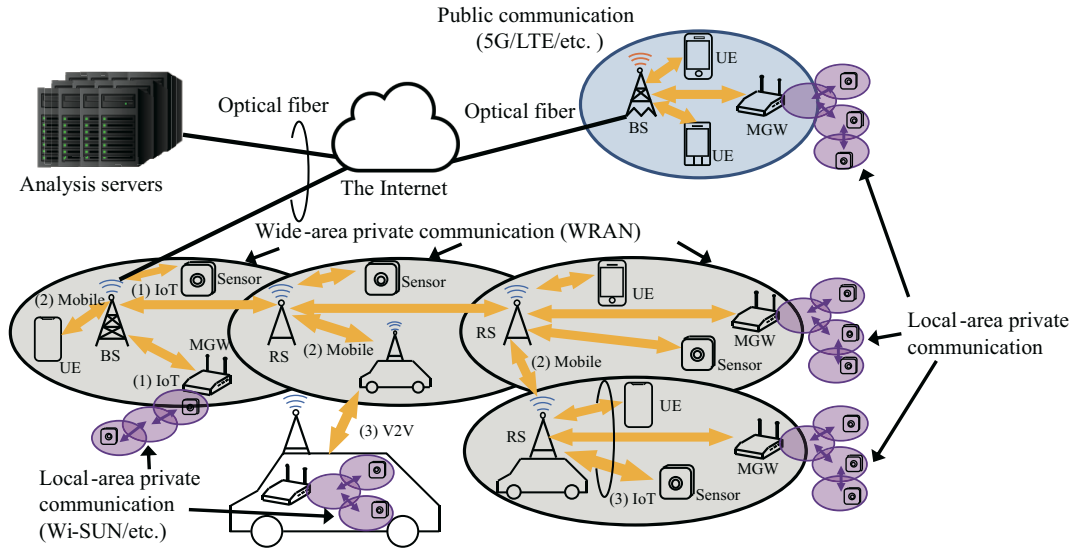 Public communication
(5G/LTE/etc. )
UE
BS
MGW
UE
Optical fiber
Optical fiber
Analysis servers
The Internet
Wide-area private communication (WRAN)
Sensor
Sensor
(1) IoT
(2) Mobile
UE
BS
MGW
(1) IoT
RS
(2) Mobile
UE
RS
MGW
Sensor
(2) Mobile
Local-area private
communication
UE
RS
MGW
(3) IoT
Sensor
(3) V2V
Local-area private
communication
(Wi-SUN/etc.)